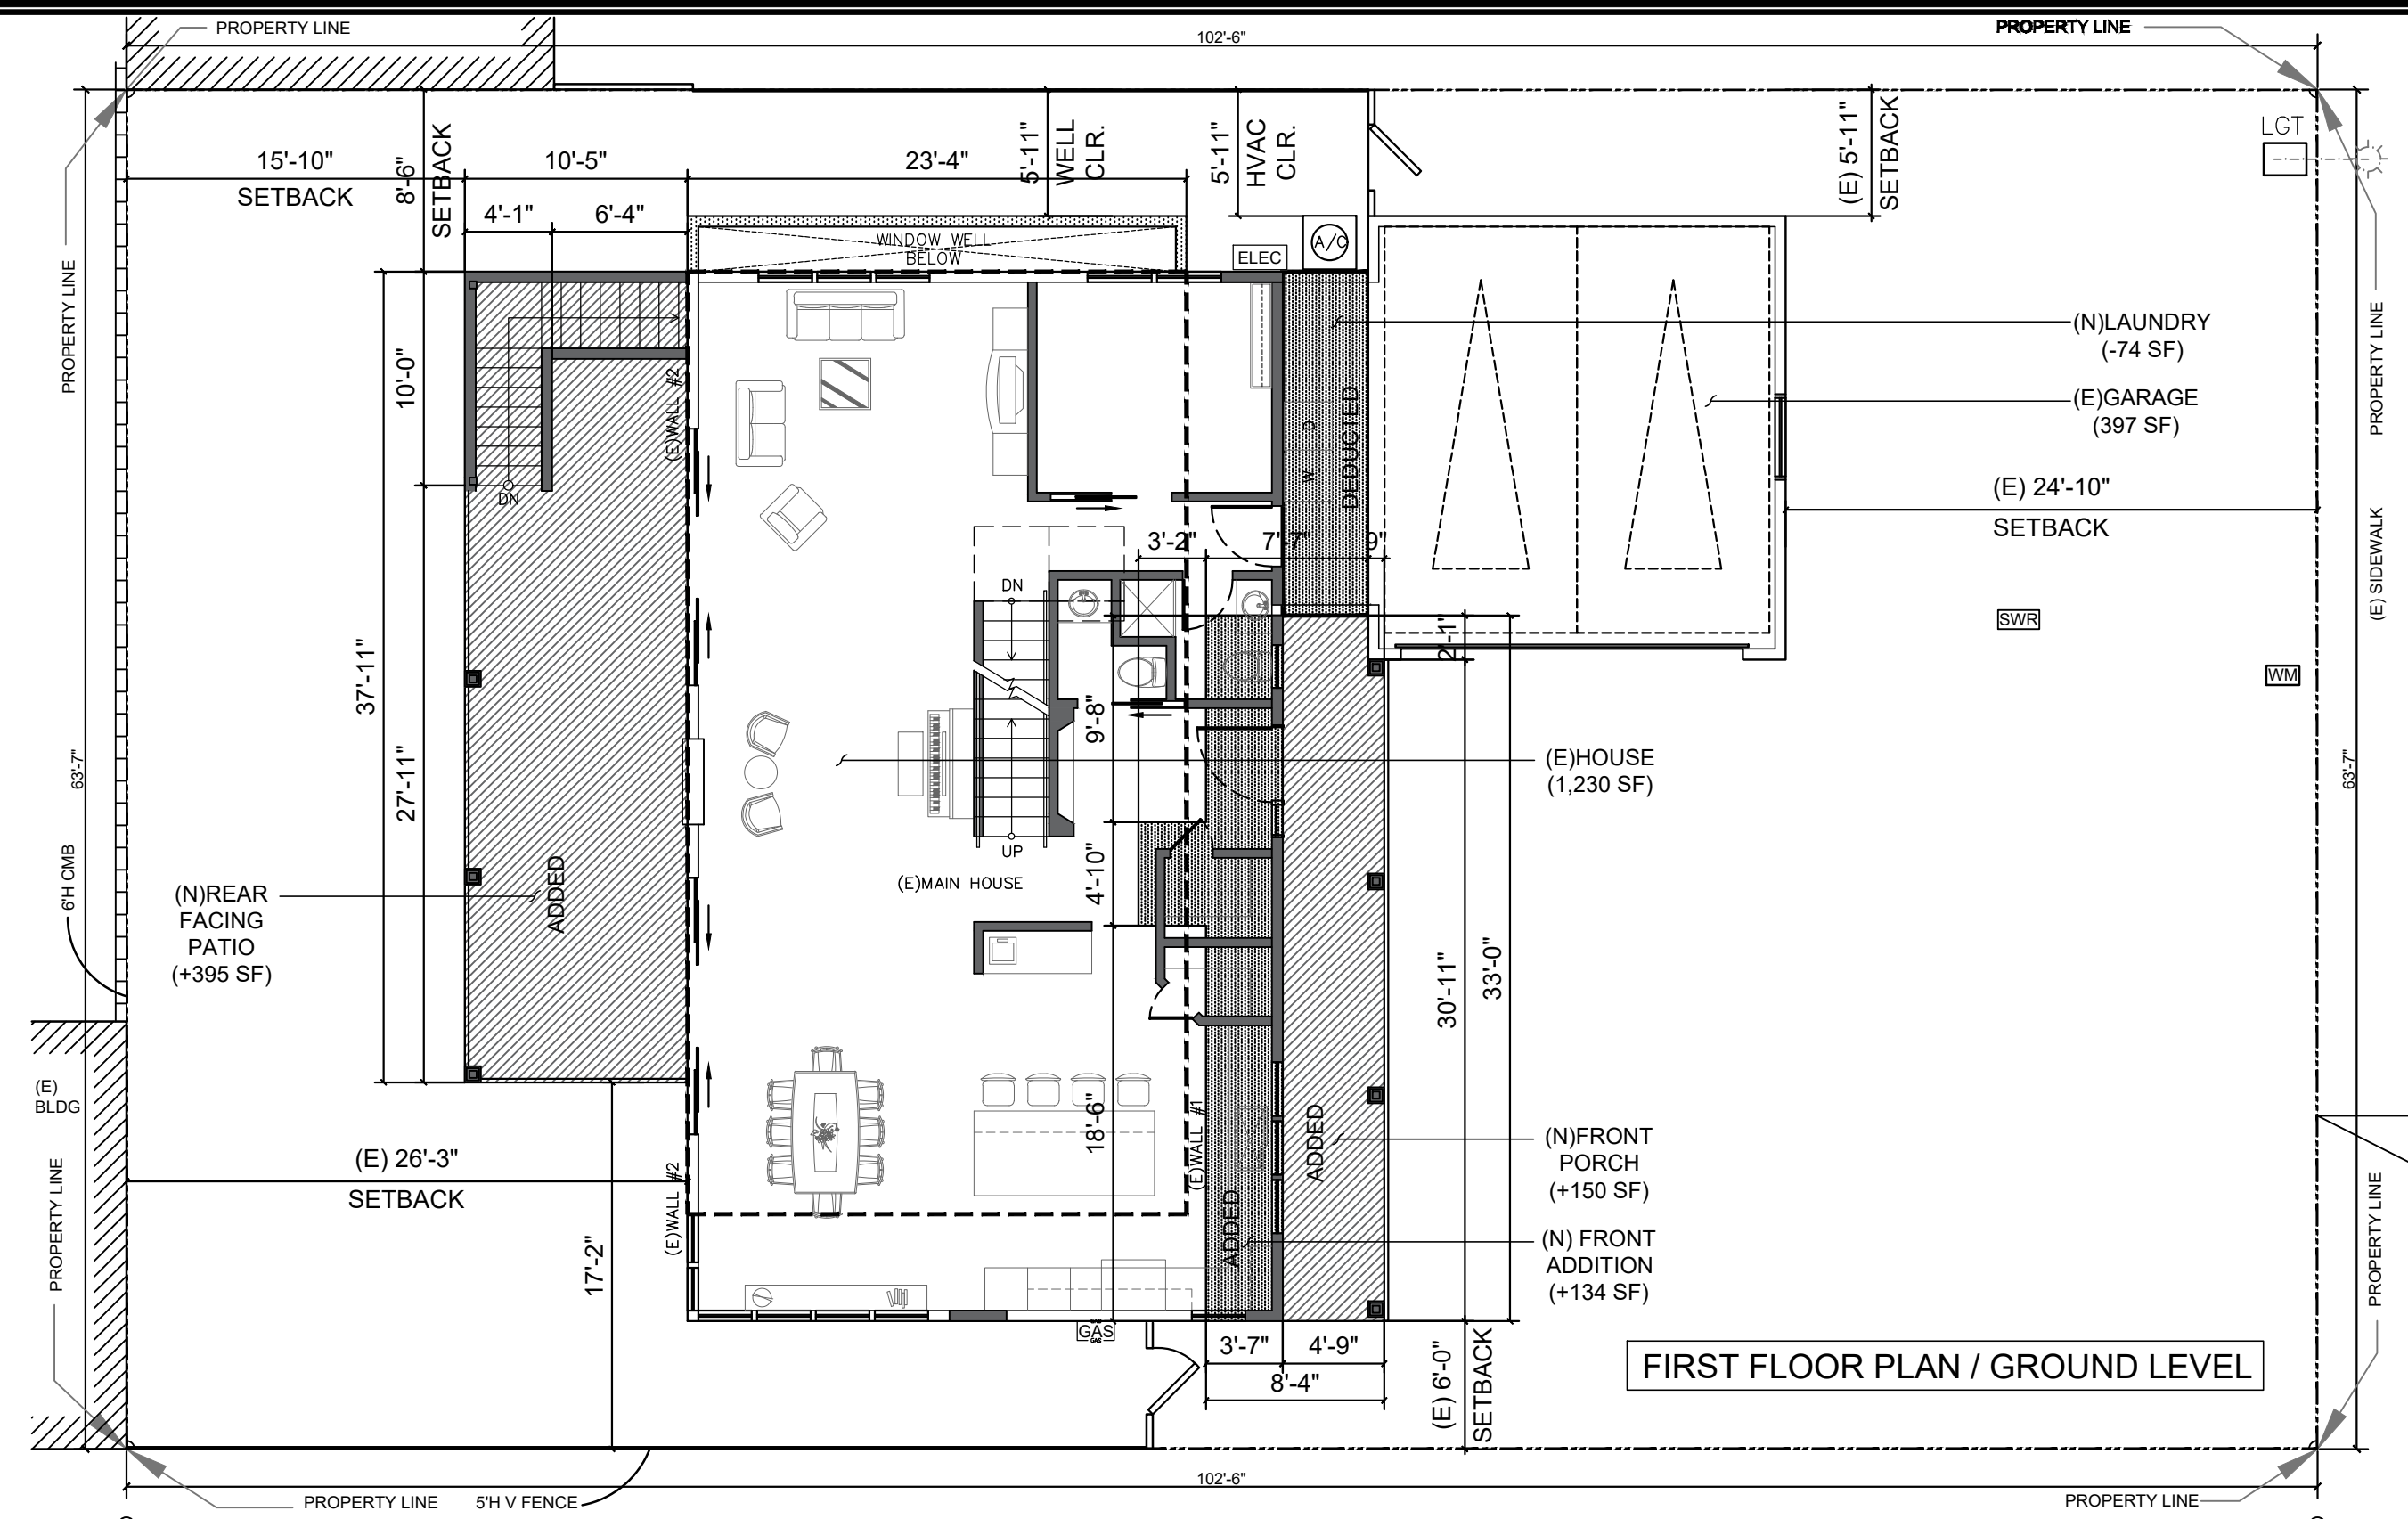 PROPERTY LINE
102'-6"
PROPERTY LINE
LGT
15'-10"
SETBACK
8'-6"
SETBACK
10'-5"
23'-4"
5'-11"
WELL
CLR.
5'-11"
HVAC
CLR.
(E) 5'-11"
SETBACK
4'-1"
6'-4"
WINDOW WELL
BELOW
ELEC
A/C
PROPERTY LINE
PROPERTY LINE
(N)LAUNDRY
(-74 SF)
(E)GARAGE
(397 SF)
10'-0"
(E)WALL #2
DN
D
W
DEDUCTED
(E) 24'-10"
SETBACK
(E) SIDEWALK
3'-2"
7'-7"
9"
DN
SWR
2'-1"
WM
37'-11"
9'-8"
63'-7"
27'-11"
(E)HOUSE
(1,230 SF)
63'-7"
UP
6'H CMB
(N)REAR
FACING
PATIO
(+395 SF)
ADDED
(E)MAIN HOUSE
4'-10"
30'-11"
33'-0"
(E)
BLDG
18'-6"
(E)WALL #1
ADDED
(N)FRONT
PORCH
(+150 SF)
(E) 26'-3"
SETBACK
(E)WALL #2
ADDED
(N) FRONT
ADDITION
(+134 SF)
PROPERTY LINE
PROPERTY LINE
17'-2"
GAS
GAS
GAS
3'-7"
4'-9"
8'-4"
(E) 6'-0"
SETBACK
FIRST FLOOR PLAN / GROUND LEVEL
102'-6"
PROPERTY LINE
5'H V FENCE
PROPERTY LINE